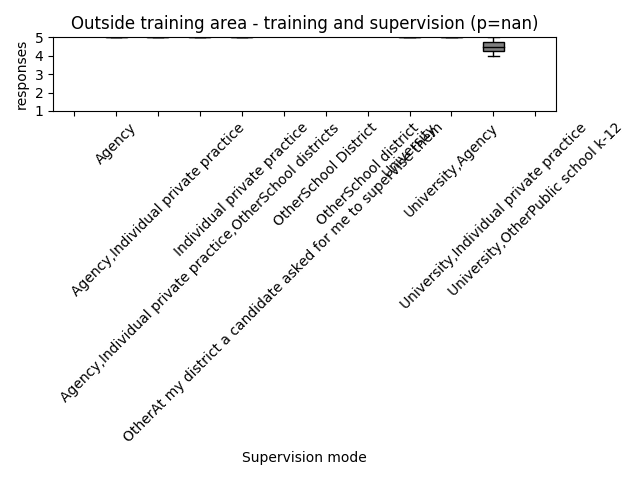 Outside training area - training and supervision (p=nan)
responses
5
4
3
2
1
Agency
Agency,Individual private practice
Individual private practice
Agency,Individual private practice,OtherSchool districts
OtherSchool District
OtherAt my district a candidate asked for me to supervise them
OtherSchool district
University
University,Agency
University,Individual private practice
University,OtherPublic school k-12
Supervision mode